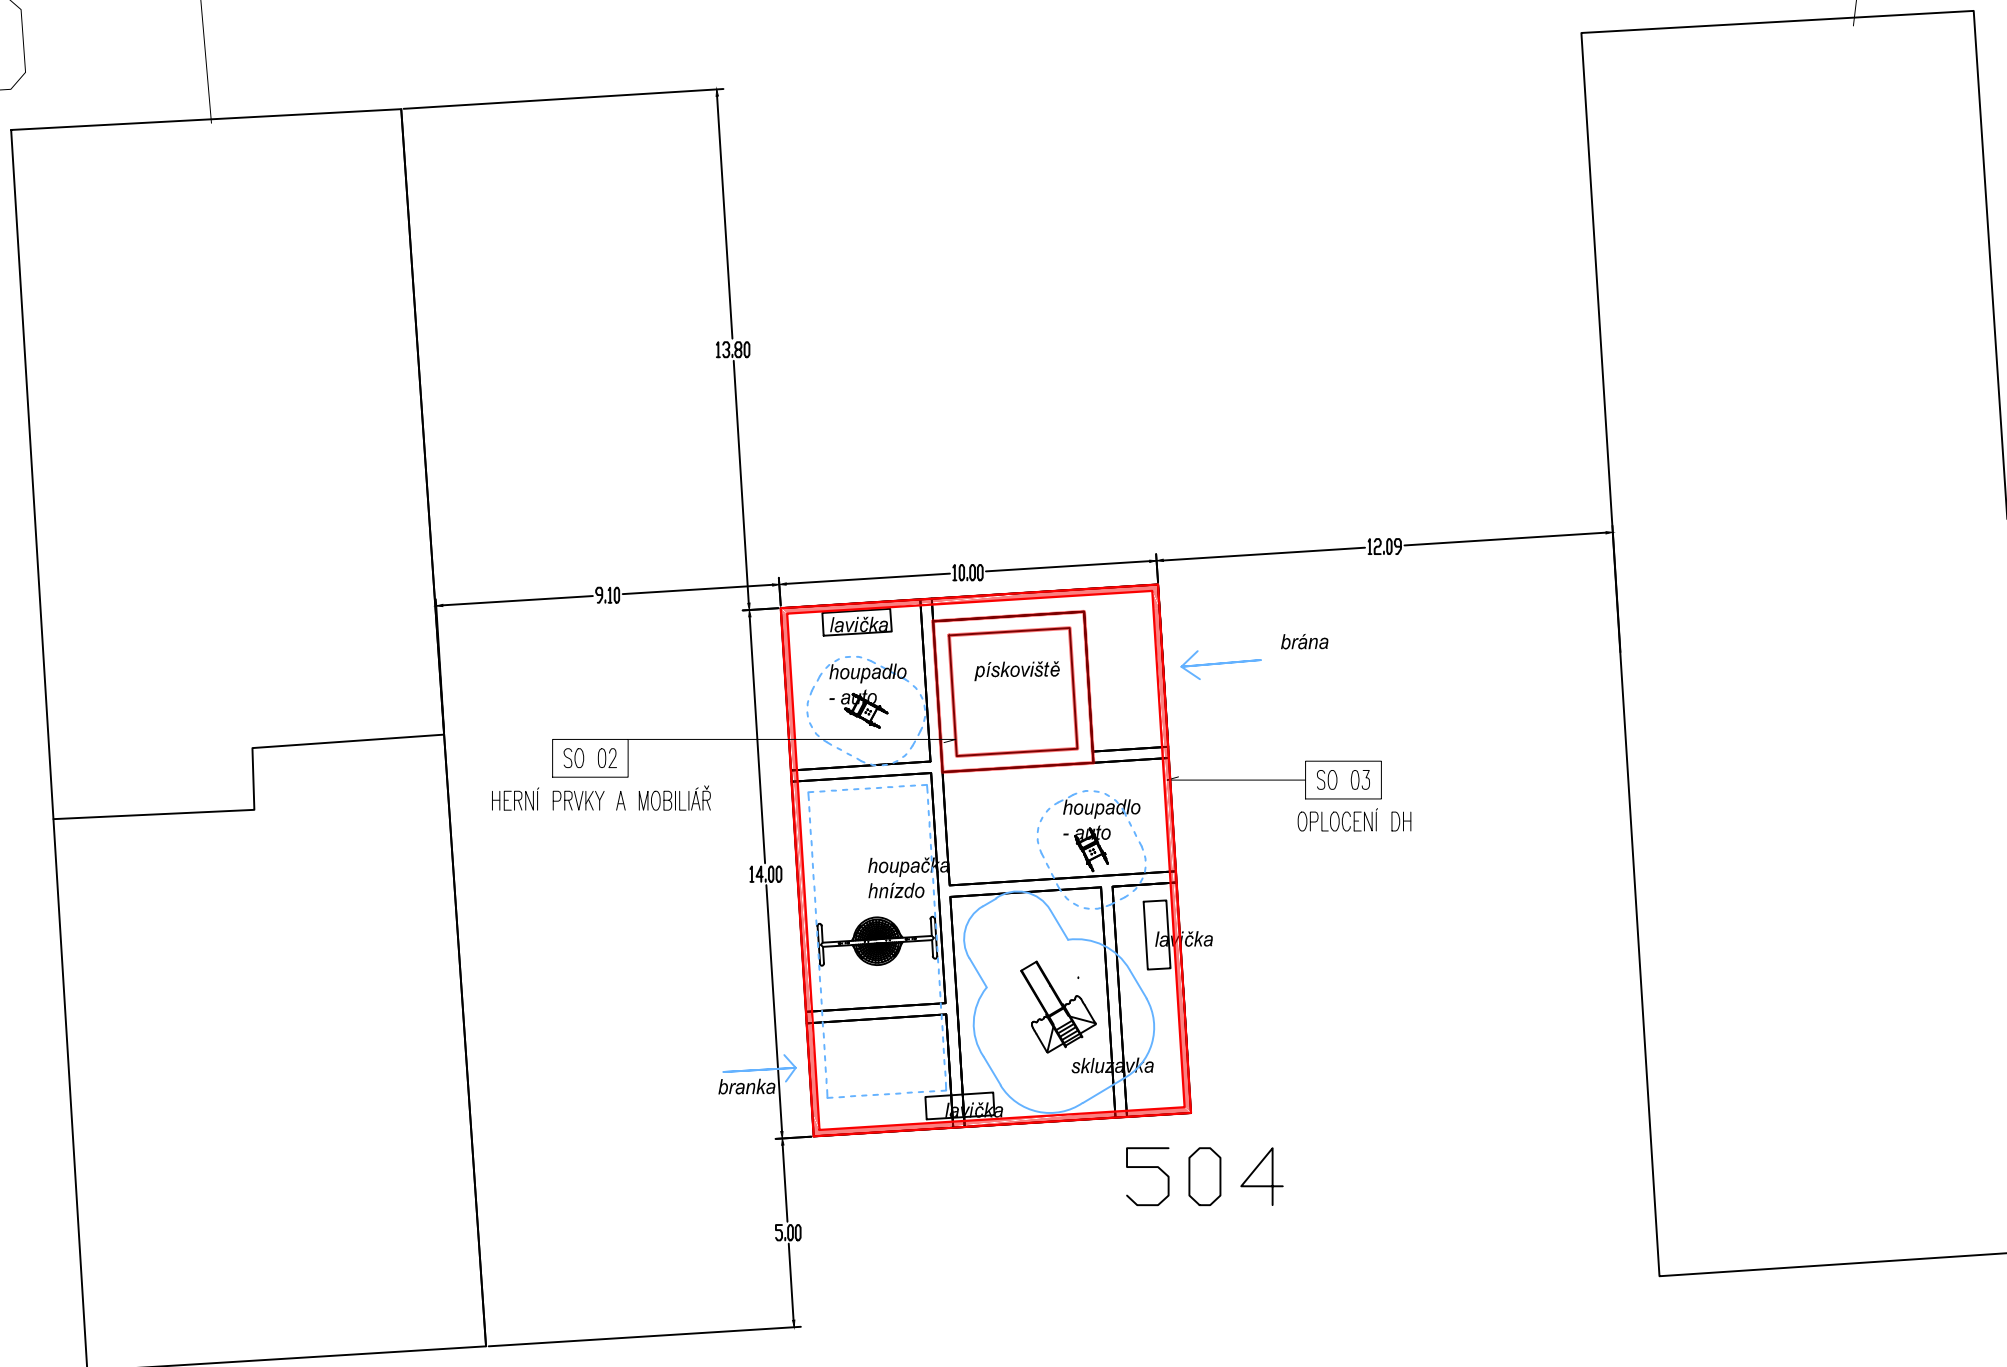 13.80
12.09
10.00
9.10
lavička
brána
houpadlo
- auto
pískoviště
SO 02
HERNÍ PRVKY A MOBILIÁŘ
SO 03
OPLOCENÍ DH
houpadlo
- auto
14.00
houpačka
hnízdo
lavička
skluzavka
branka
lavička
504
5.00